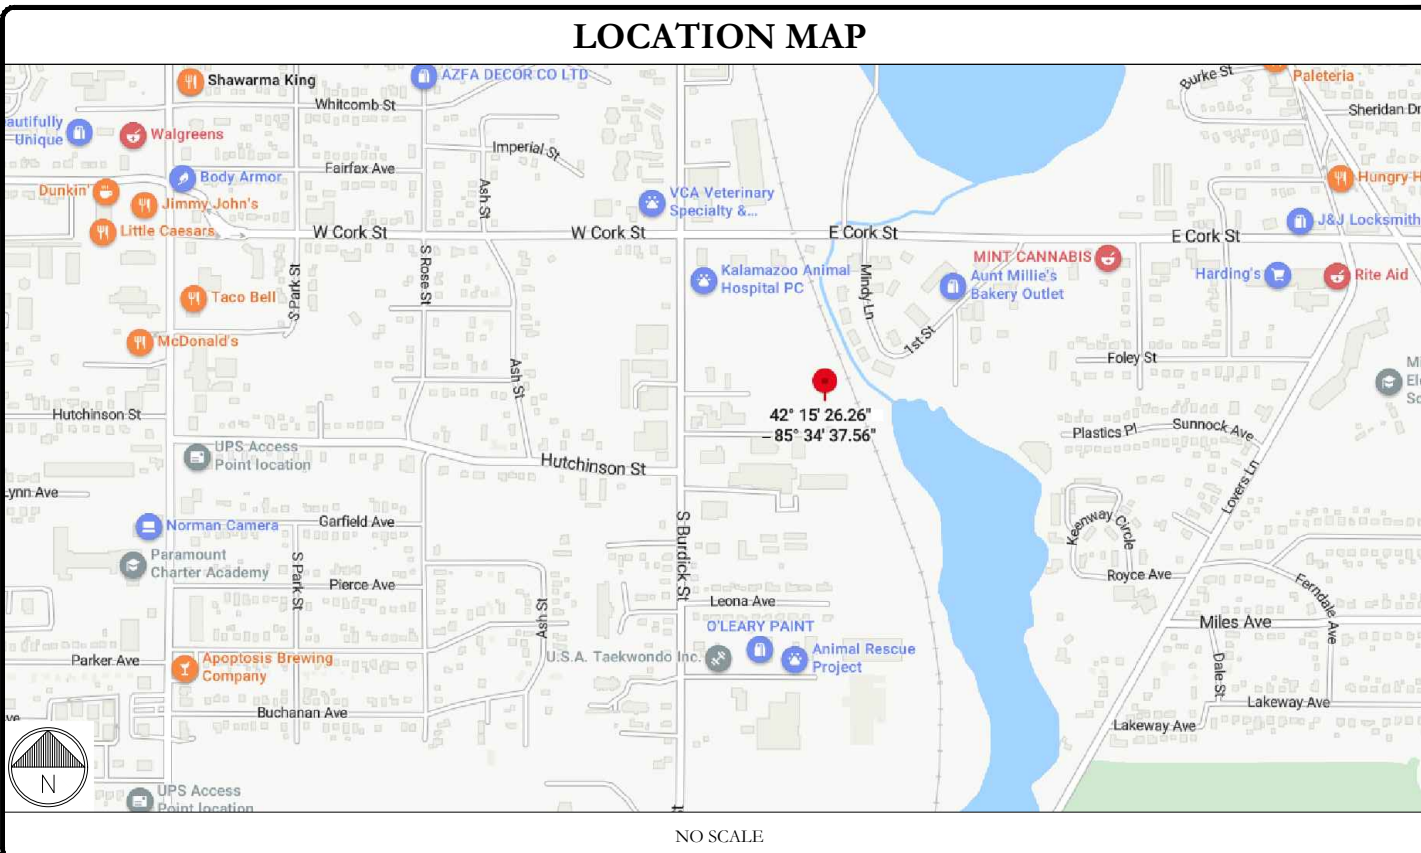 LOCATION MAP
Shawarma King
AZFA DECOR CO LTD
Burke St
Paleteria
Whitcomb St
Sheridan Dr
autifully
Unique
Walgreens
Imperial St
Fairfax Ave
Body Armor
Hungry H
Dunkin'
Jimmy John's
Ash St
VCA Veterinary
Specialty &...
J&J Locksmith
Little Caesars
W Cork St
W Cork St
E Cork St
E Cork St
S Rose St
MINT CANNABIS
Kalamazoo Animal
Hospital PC
Mindy Ln
Aunt Millie's
Bakery Outlet
Harding's
Rite Aid
S Park St
Taco Bell
McDonald's
1st St
Foley St
Ash St
Mi
Ele
Sc
Hutchinson St
42° 15' 26.26"
– 85° 34' 37.56"
Plastics Pl
Sunnock Ave
UPS Access
Point location
Hutchinson St
Lynn Ave
Lovers Ln
Norman Camera
Garfield Ave
S Burdick St
Keenway Circle
Paramount
Charter Academy
S Park St
Pierce Ave
Royce Ave
Ferndale Ave
Leona Ave
Ash St
Miles Ave
O'LEARY PAINT
U.S.A. Taekwondo Inc.
Animal Rescue
Project
Parker Ave
Apoptosis Brewing
Company
Dale St
Buchanan Ave
Lakeway Ave
Lakeway Ave
ve
N
UPS Access
Point location
NO SCALE